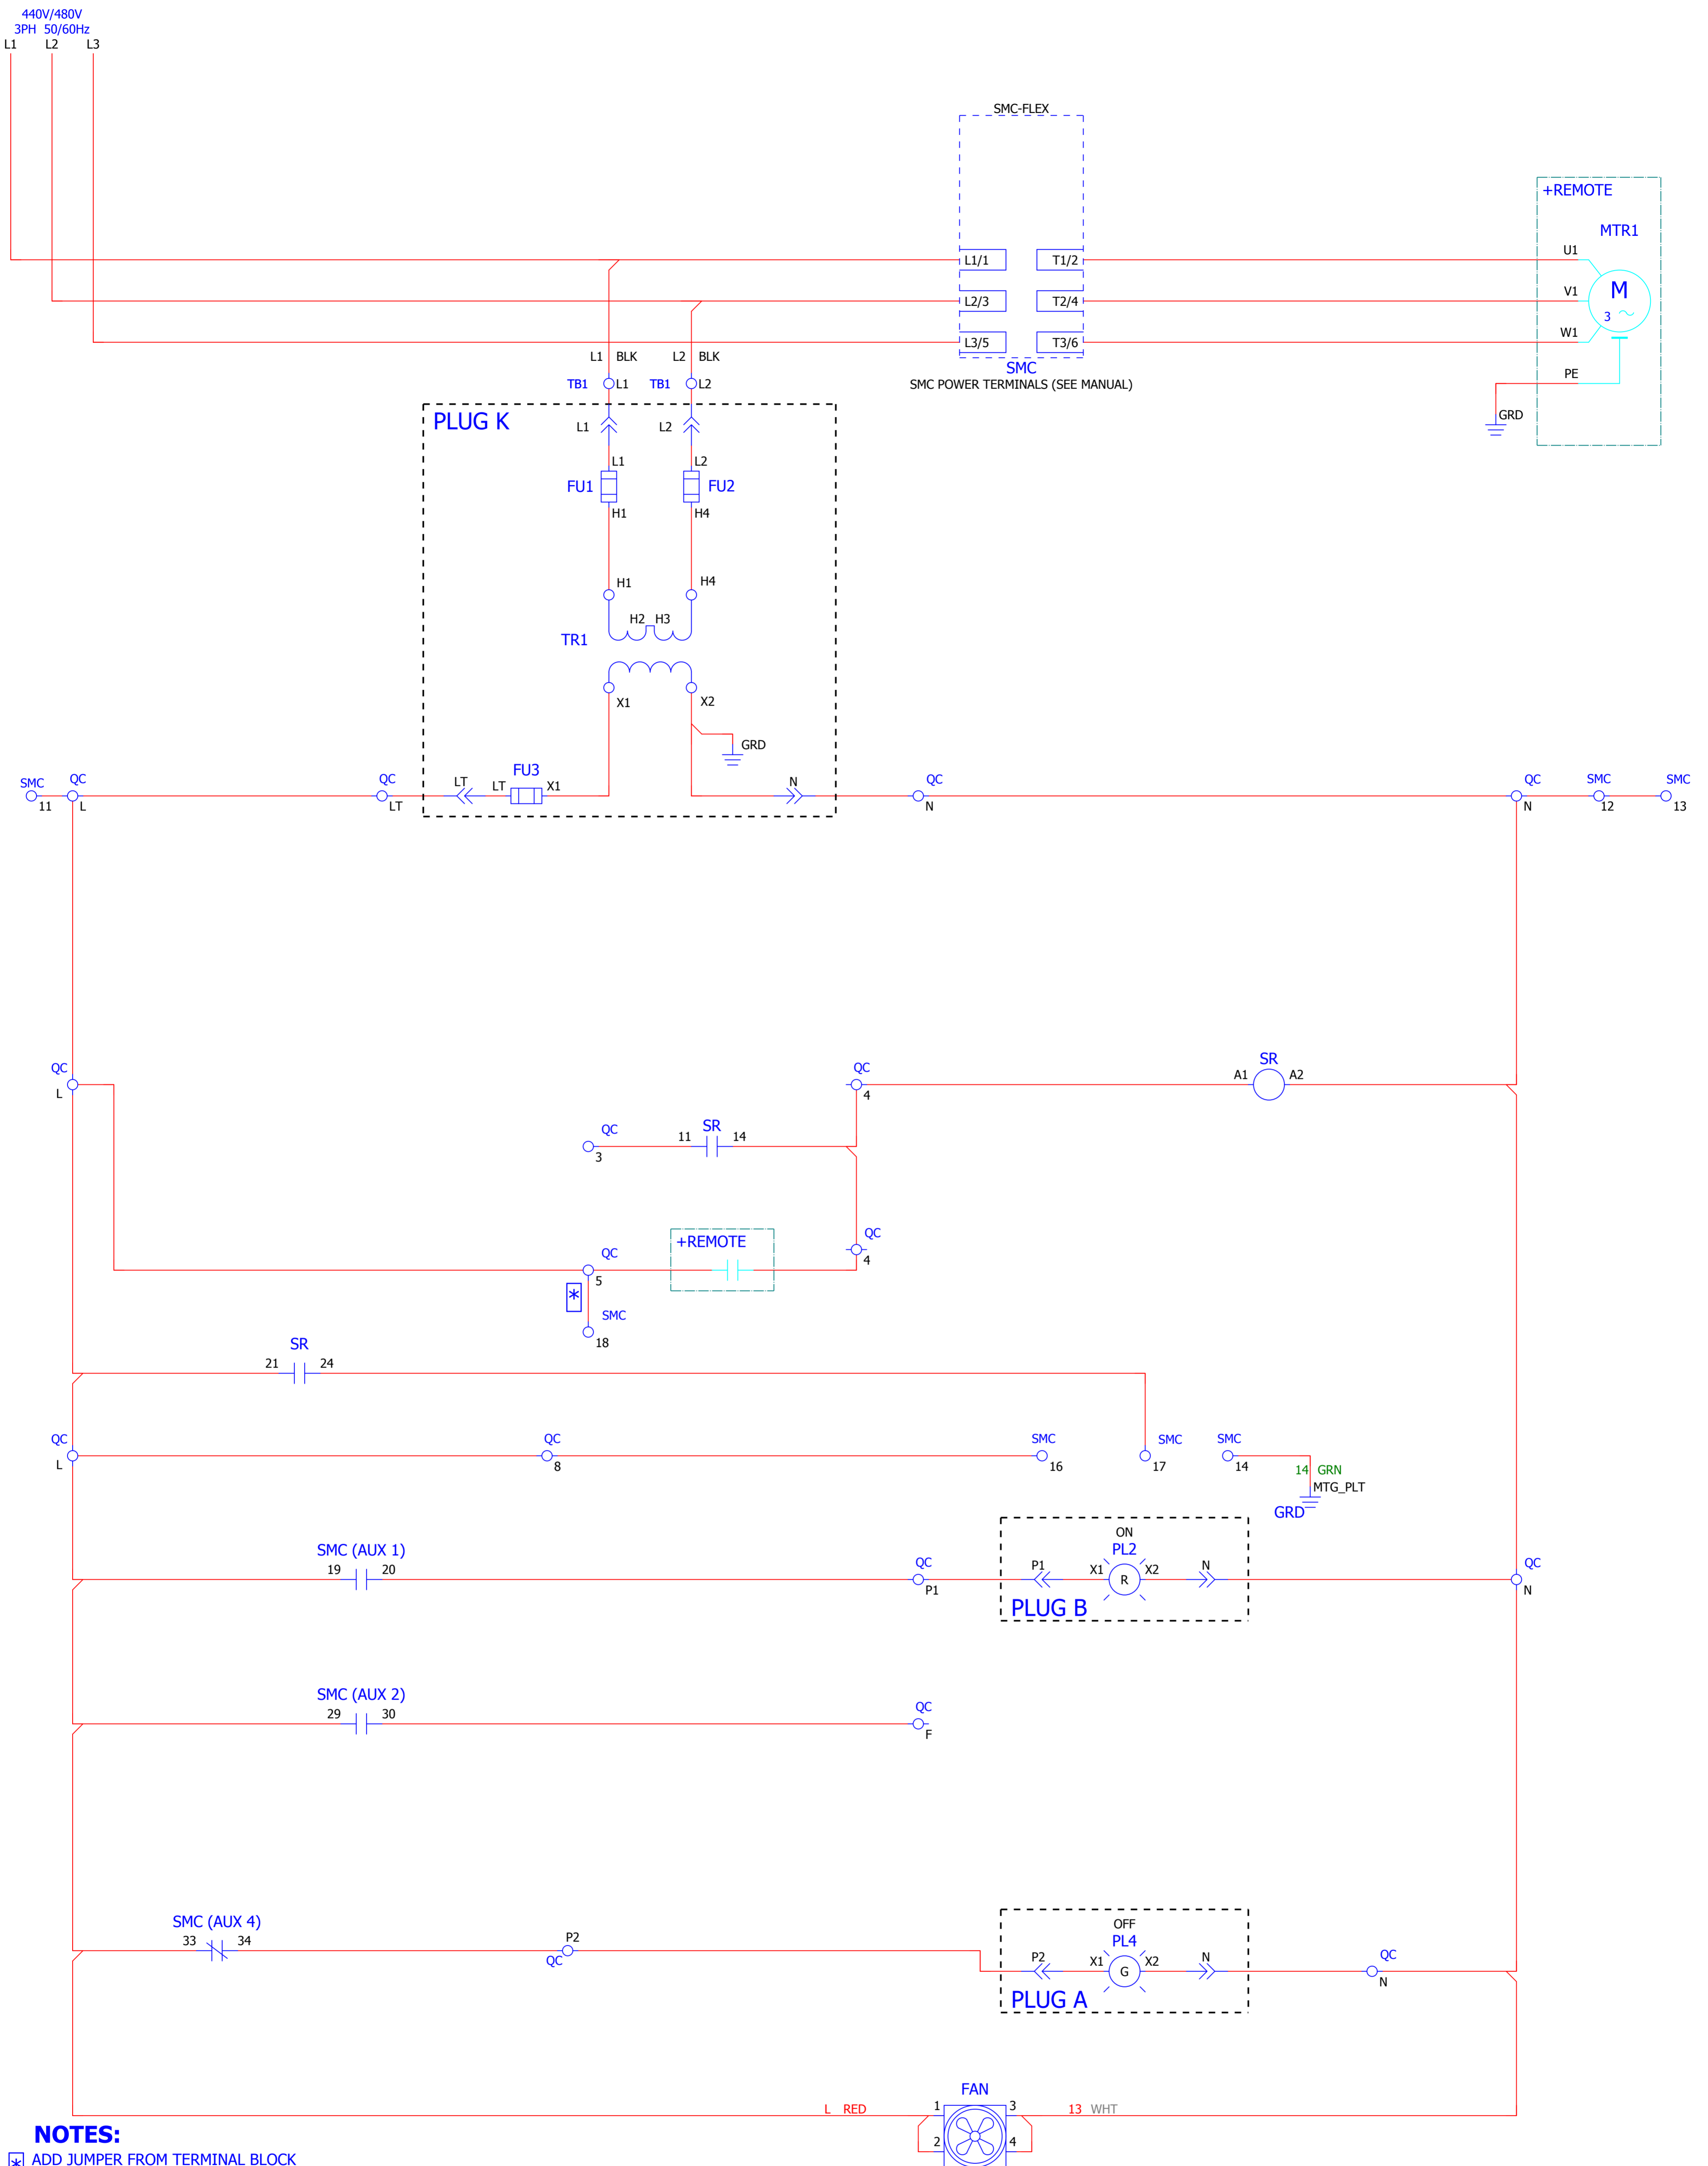 440V/480V
3PH 50/60Hz
L1 L2 L3
SMC-FLEX
+REMOTE
MTR1
L1/1 T1/2 U1
L2/3 T2/4 V1 M
3
L3/5 T3/6 W1
L1 BLK L2 BLK
SMC
PE
TB1 L1 TB1 L2
SMC POWER TERMINALS (SEE MANUAL)
PLUG K
L1 L2
GRD
L1 L2
FU1 FU2
H1 H4
H1 H4
H2 H3
TR1
X1 X2
GRD
FU3
SMC QC QC LT LT X1 N QC QC SMC SMC
11 L LT N N 12 13
QC QC SR
L 4 A1 A2
QC 11 SR 14
3
QC
+REMOTE
4
QC
5
*
SMC
18
SR
21 24
QC QC SMC SMC SMC
L 8 16 17 14
14 GRN
MTG_PLT
GRD
ON
SMC (AUX 1) PL2
19 20 QC P1 X1 R X2 N QC
P1 N
PLUG B
SMC (AUX 2)
29 30 QC
F
SMC (AUX 4)
33 34 P2
QC
OFF
PL4
P2 X1 G X2 N QC
N
PLUG A
FAN
L RED 1 3 13 WHT
2 4
NOTES:
* ADD JUMPER FROM TERMINAL BLOCK